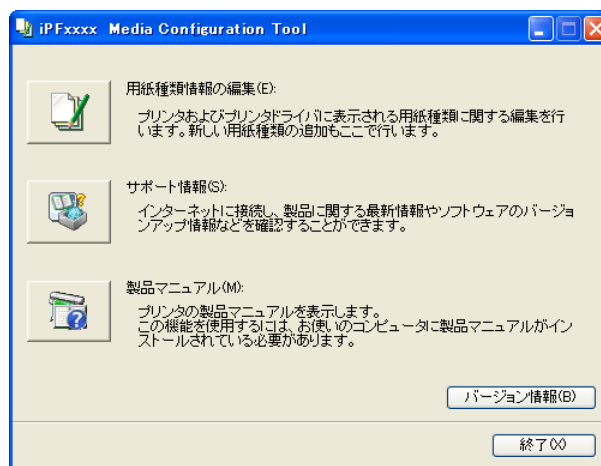 iPFxxxx Media Configuration Tool
用紙種類情報の編集(E):
プリンタおよびプリンタドライバに表示される用紙種類に関する編集を行
います。新しい用紙種類の追加もここで行います。
サポート情報(S):
インターネットに接続し、製品に関する最新情報やソフトウェアのバージョ
ンアップ情報などを確認することができます。
製品マニュアル(M):
プリンタの製品マニュアルを表示します。
この機能を使用するには、お使いのコンピュータに製品マニュアルがイン
ストールされている必要があります。
バージョン情報(B)
終了(X)